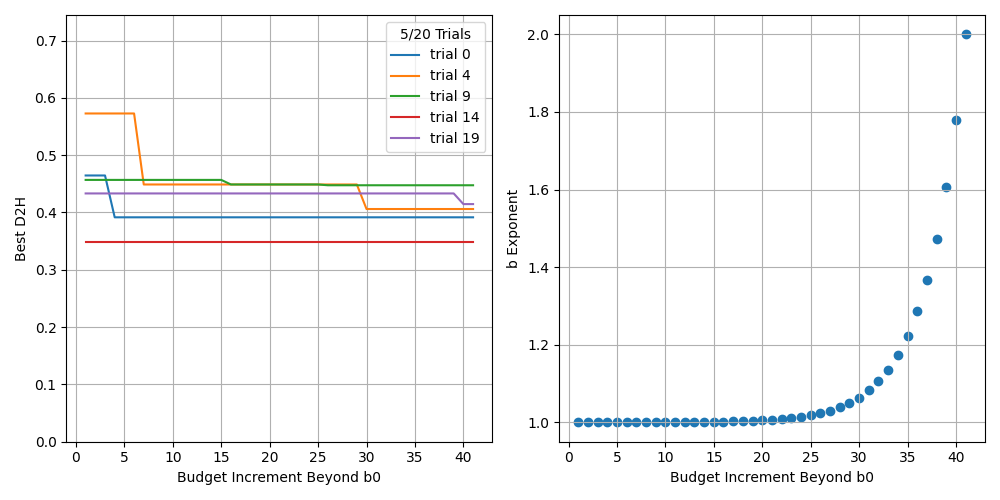 0.7
0.6
0.5
0.4
0.3
0.2
0.1
0.0
Best D2H
0 5 10 15 20 25 30 35 40
Budget Increment Beyond b0
5/20 Trials
trial 0
trial 4
trial 9
trial 14
trial 19
2.0
1.8
1.6
1.4
1.2
1.0
b Exponent
0 5 10 15 20 25 30 35 40
Budget Increment Beyond b0